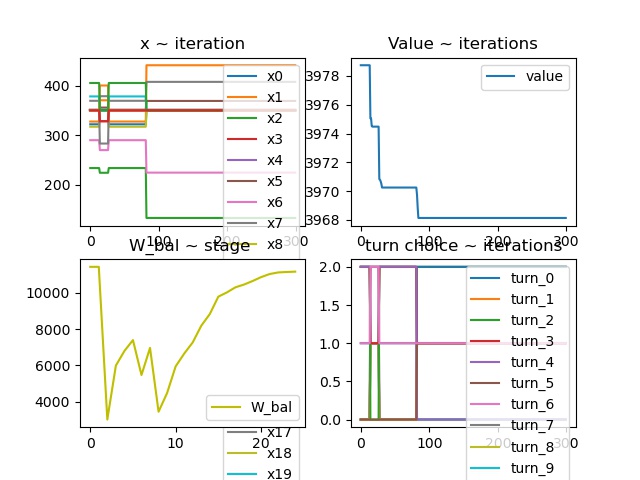 x ~ iteration
400
300
200
0
100
200
300
x0
x1
x2
x3
x4
x5
x6
x7
x8
x17
x18
x19
Value ~ iterations
3978
3976
3974
3972
3970
3968
0
100
200
300
value
W_bal ~ stage
10000
8000
6000
4000
0
10
20
W_bal
turn choice ~ iterations
2.0
1.5
1.0
0.5
0.0
0
100
200
300
turn_0
turn_1
turn_2
turn_3
turn_4
turn_5
turn_6
turn_7
turn_8
turn_9